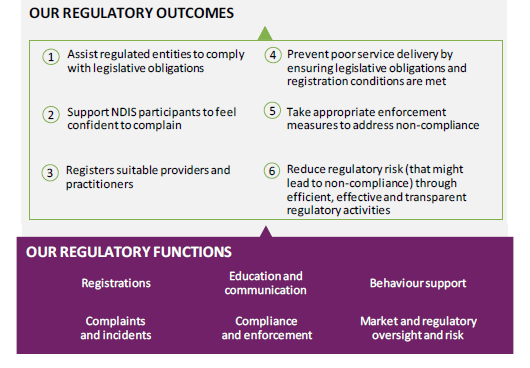 OUR REGULATORY OUTCOMES
1 Assist regulated entities to comply
with legislative obligations
2 Support NDIS participants to feel
confident to complain
3 Registers suitable providers and
practitioners
4 Prevent poor service delivery by
ensuring legislative obligations and
registration conditions are met
5 Take appropriate enforcement
measures to address non-compliance
6 Reduce regulatory risk (that might
lead to non-compliance) through
efficient, effective and transparent
regulatory activities
OUR REGULATORY FUNCTIONS
Registrations
Education and
communication
Behaviour support
Complaints
and incidents
Compliance
and enforcement
Market and regulatory
oversight and risk